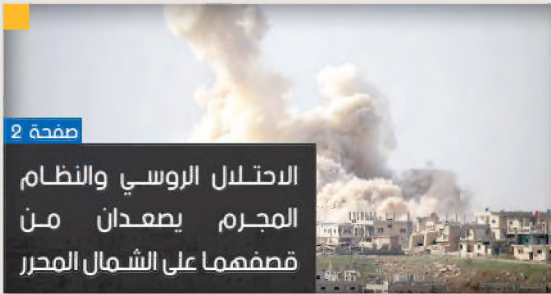 صفحة 2
الاحتلال الروسي والنظام
المجرم يصعدان من
قصفهما على الشمال المحرر